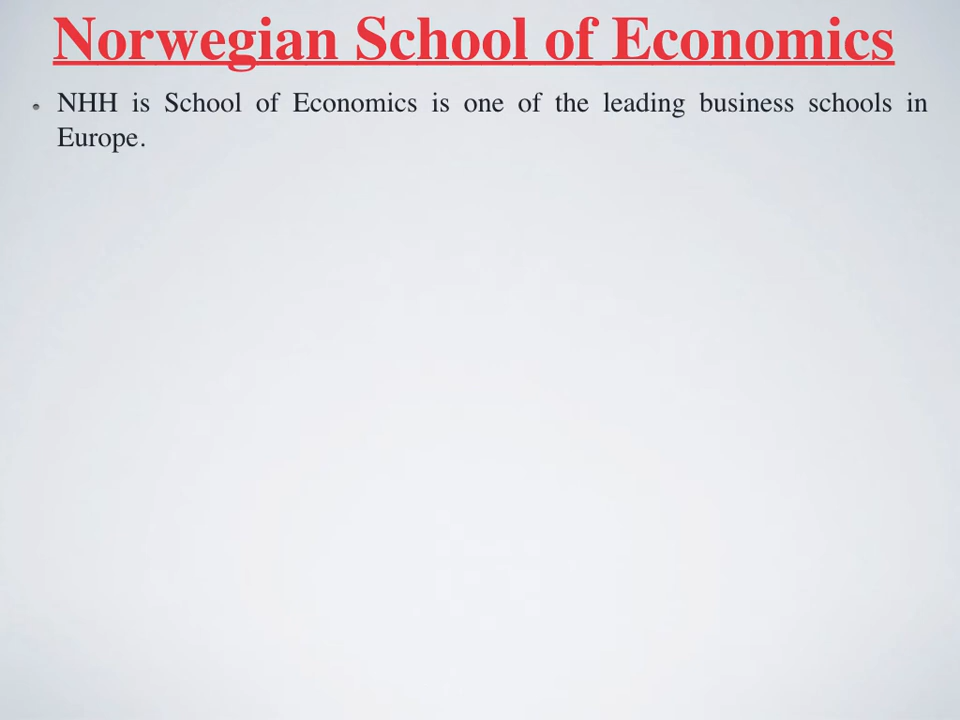 Norwegian School of Economics
NHH is School of Economics is one of the leading business schools in
Europe.